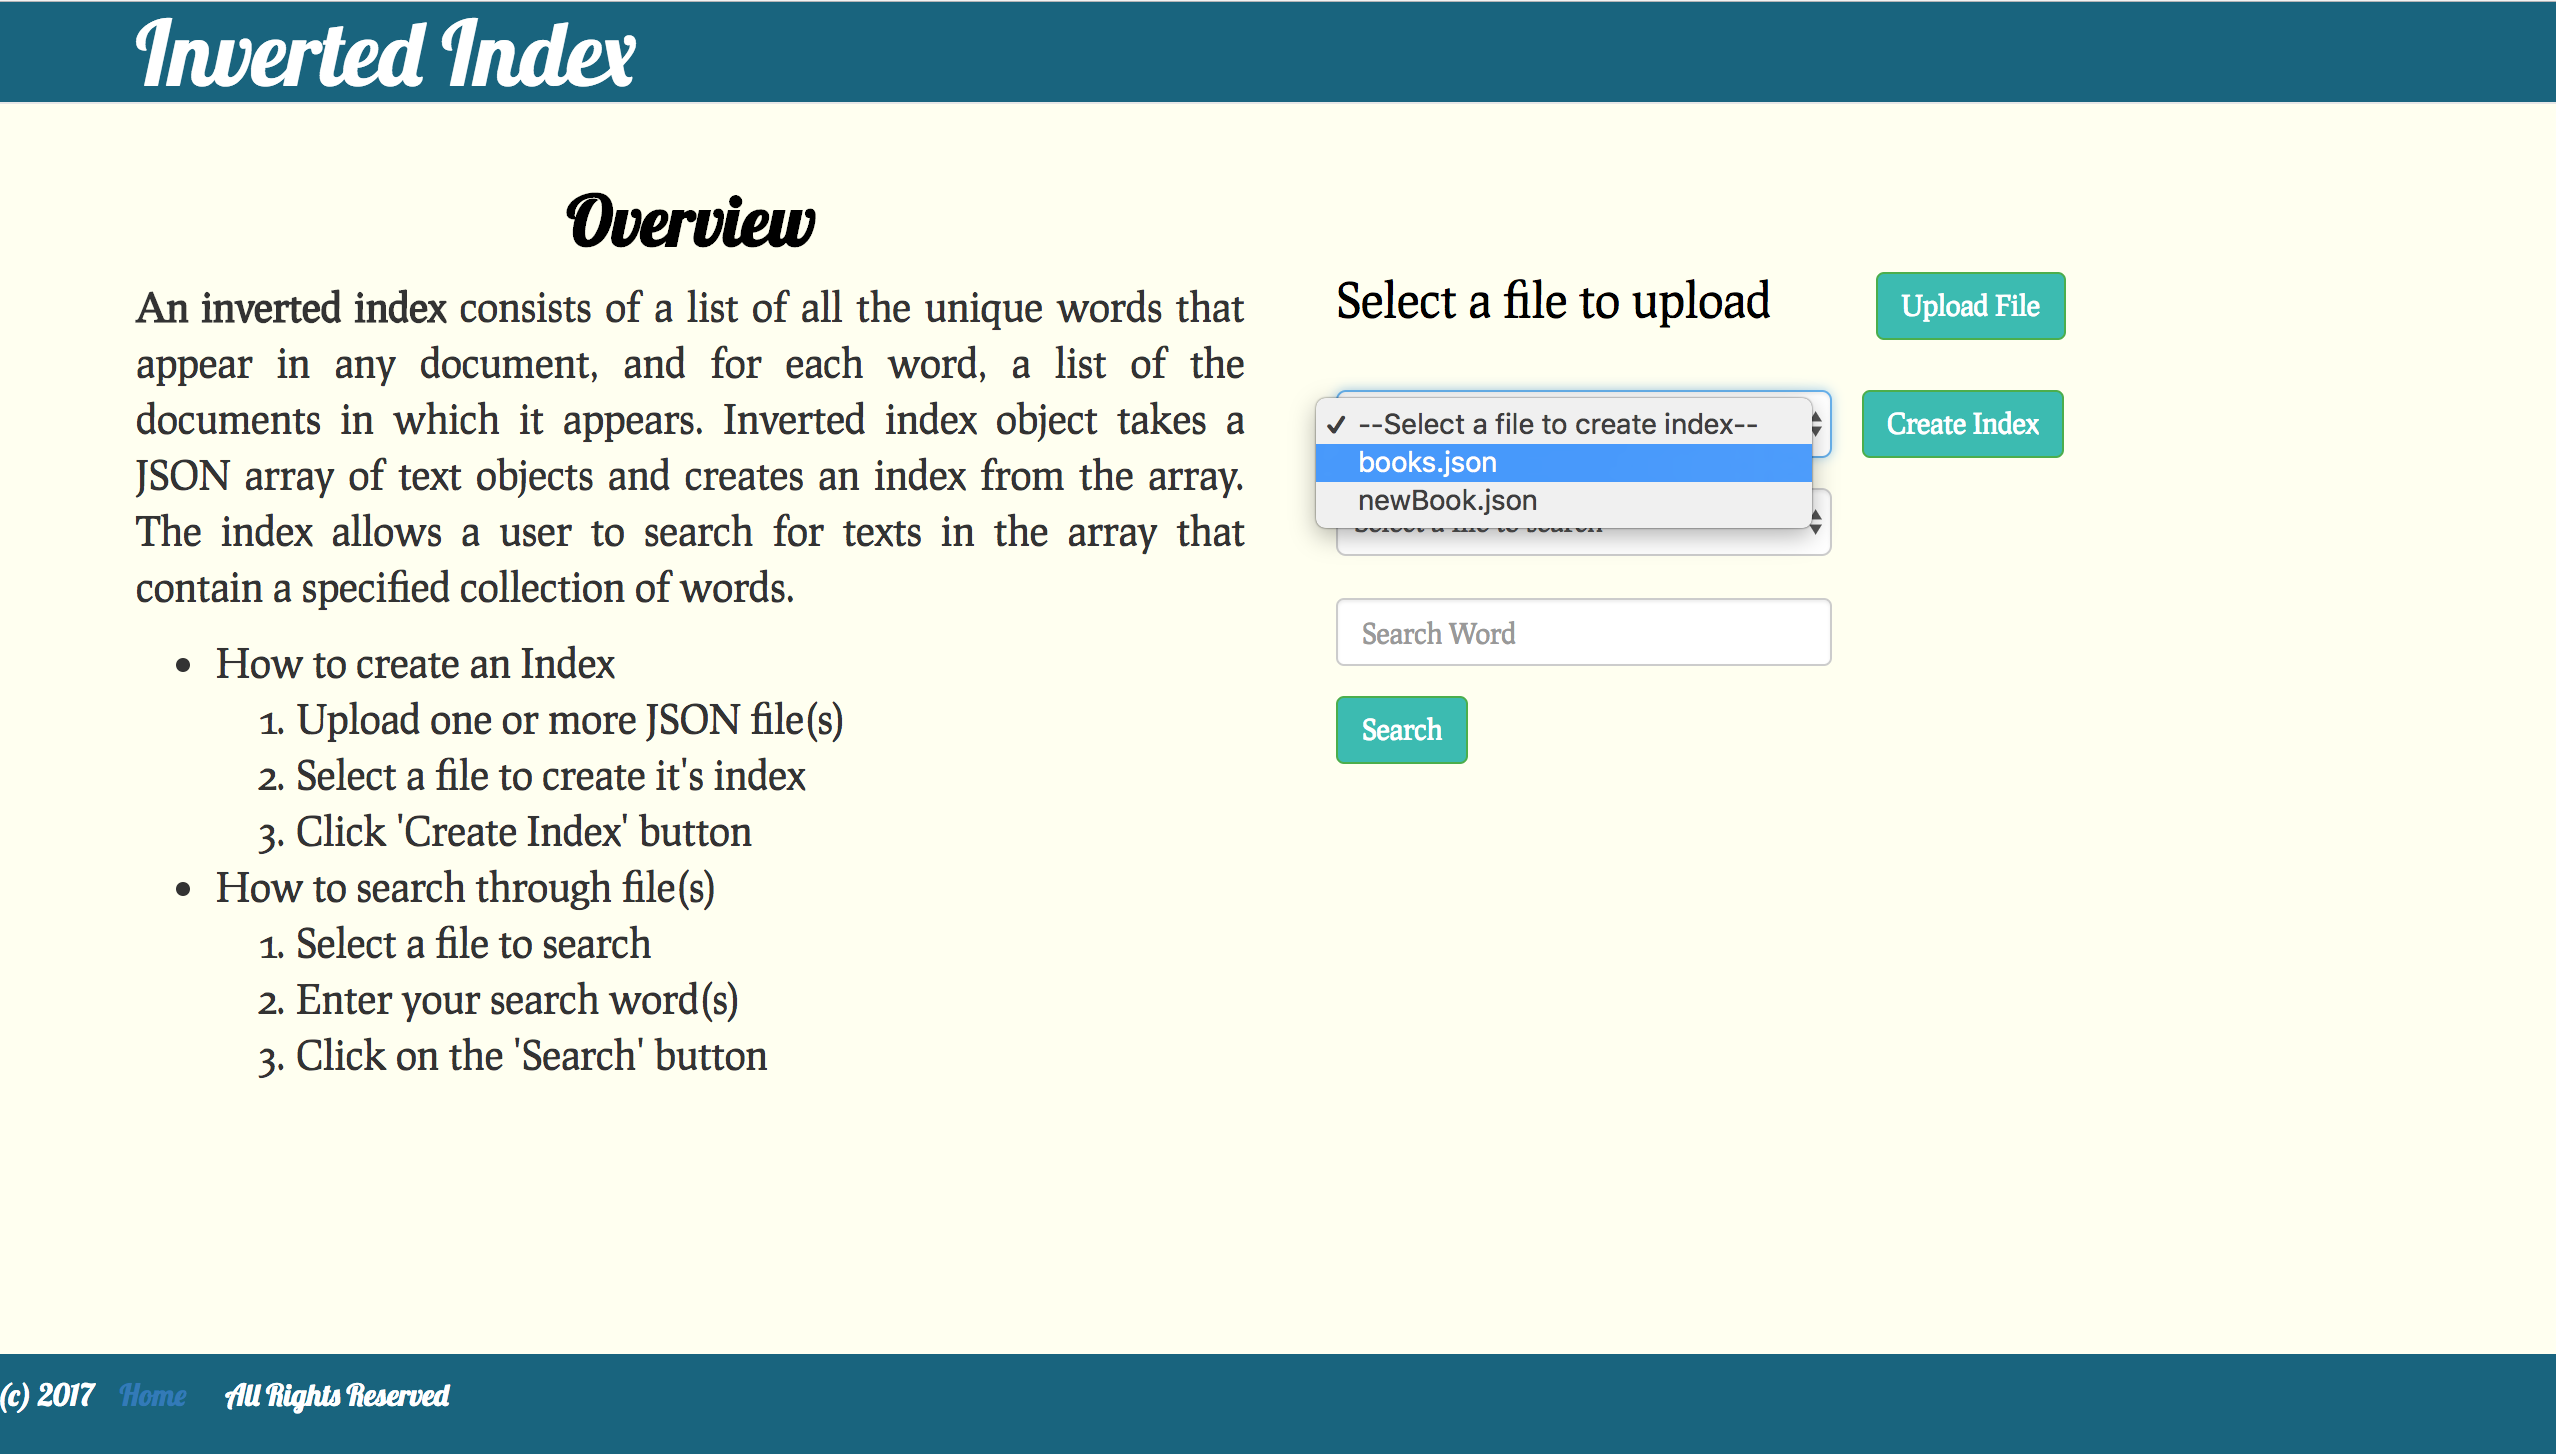 Inverted Index
Overview
An inverted index consists of a list of all the unique words that
appear in any document, and for each word, a list of the
documents in which it appears. Inverted index object takes a
JSON array of text objects and creates an index from the array.
The index allows a user to search for texts in the array that
contain a specified collection of words.
• How to create an Index
1. Upload one or more JSON file(s)
2. Select a file to create it's index
3. Click 'Create Index' button
• How to search through file(s)
1. Select a file to search
2. Enter your search word(s)
3. Click on the 'Search' button
Select a file to upload
Upload File
✓ --Select a file to create index--
Create Index
books.json
newBook.json
select a file to search
Search Word
Search
(c) 2017 Home All Rights Reserved